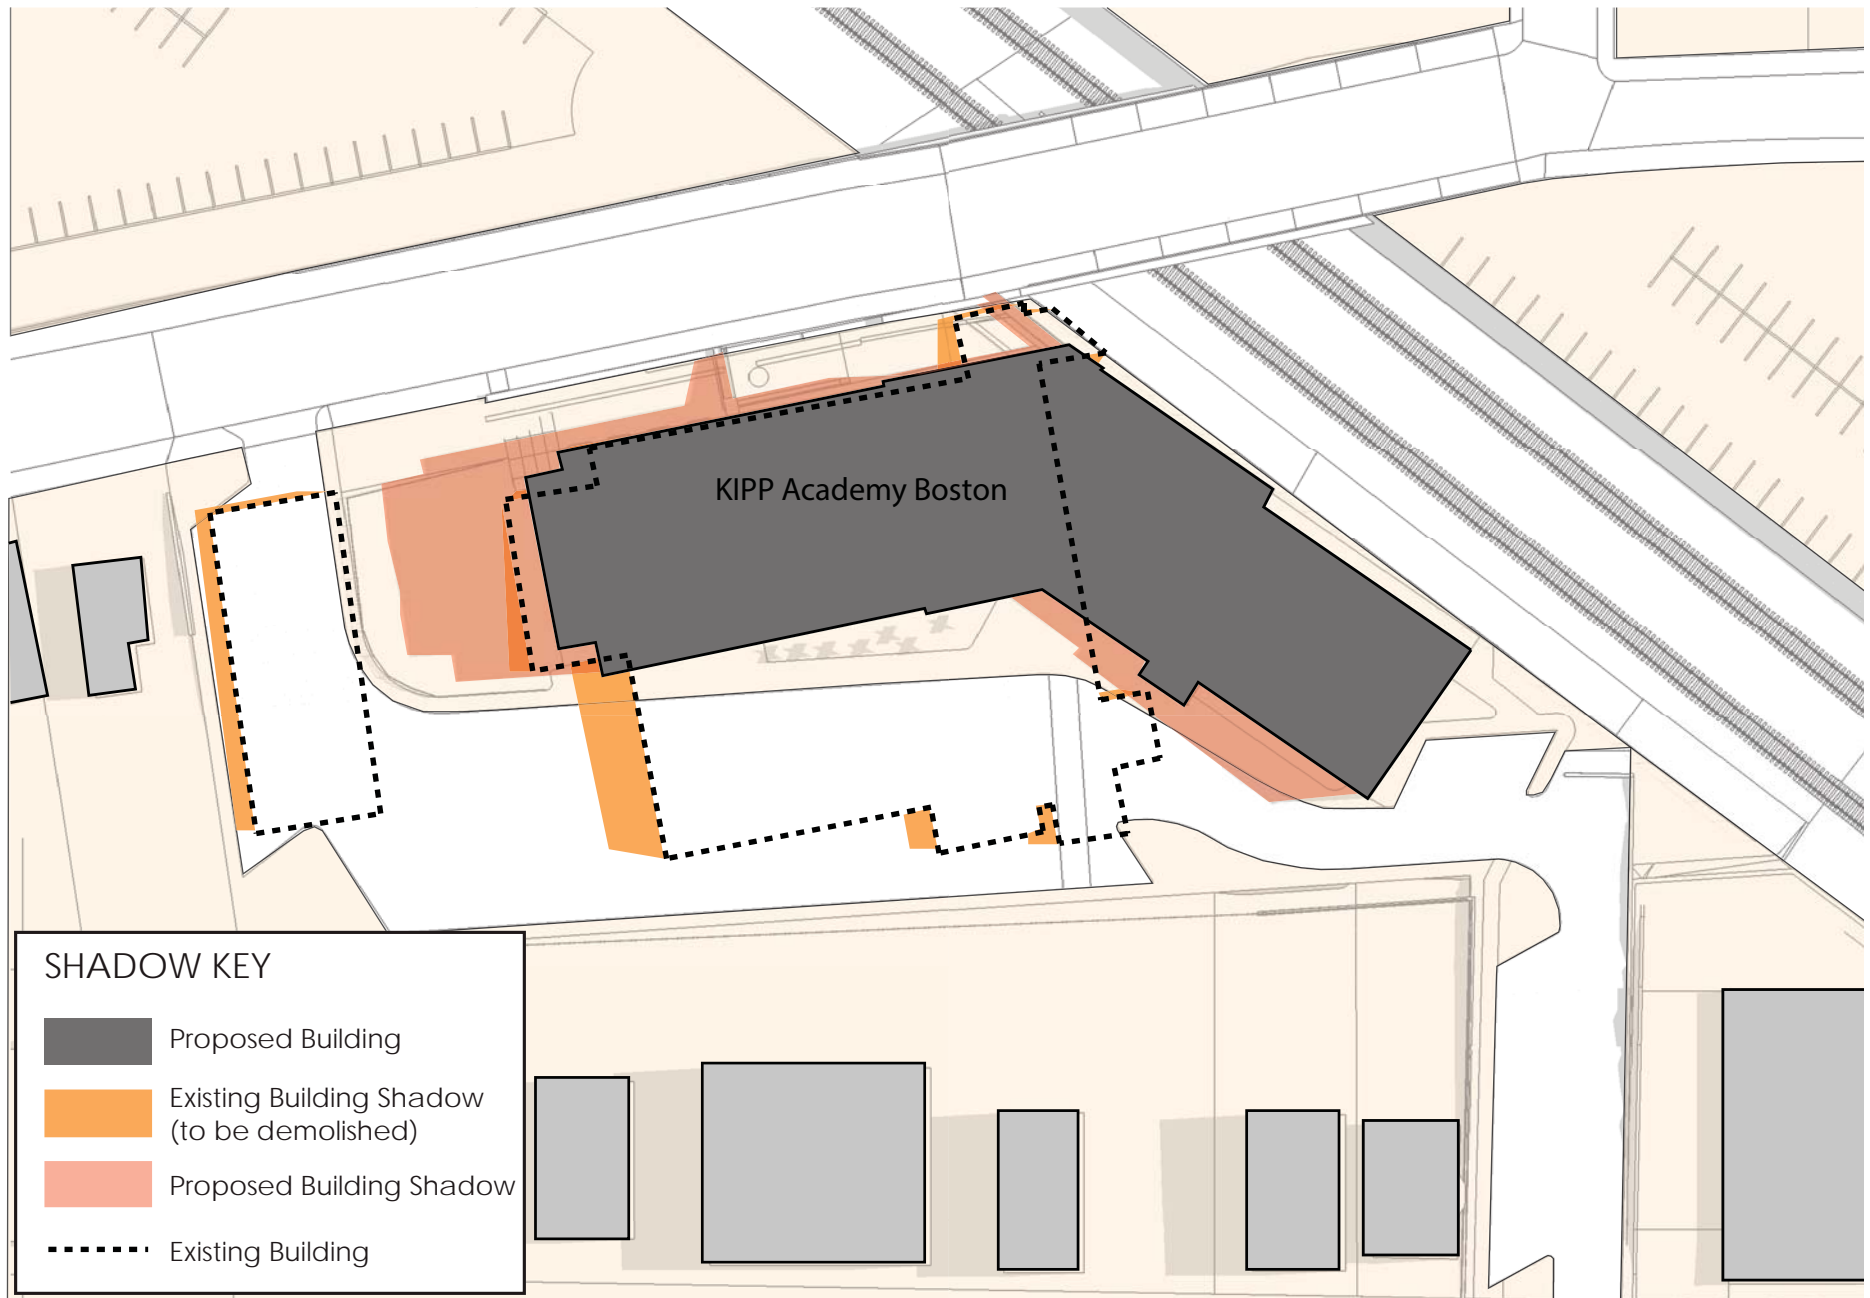 KIPP Academy Boston
SHADOW KEY
Proposed Building
Existing Building Shadow
(to be demolished)
Proposed Building Shadow
Existing Building